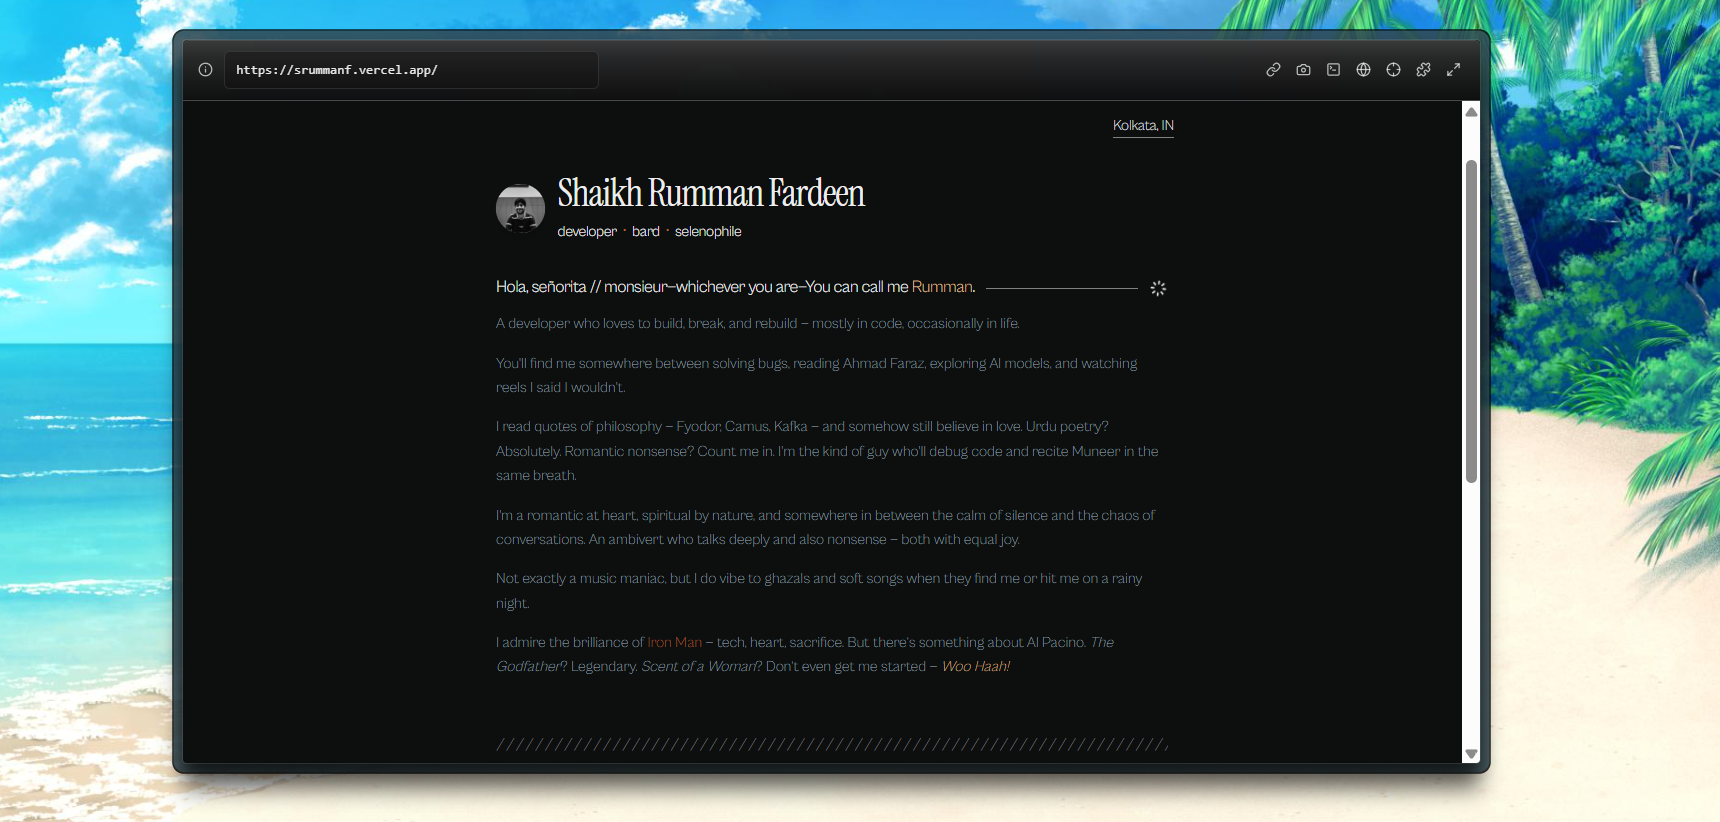 https://srummanf.vercel.app/
Kolkata, IN
Shaikh Rumman Fardeen
developer · bard · selenophile
Hola, señorita // monsieur—whichever you are—You can call me Rumman.
A developer who loves to build, break, and rebuild — mostly in code, occasionally in life.
You'll find me somewhere between solving bugs, reading Ahmad Faraz, exploring AI models, and watching
reels I said I wouldn't.
I read quotes of philosophy — Fyodor, Camus, Kafka — and somehow still believe in love. Urdu poetry?
Absolutely. Romantic nonsense? Count me in. I'm the kind of guy who'll debug code and recite Muneer in the
same breath.
I'm a romantic at heart, spiritual by nature, and somewhere in between the calm of silence and the chaos of
conversations. An ambivert who talks deeply and also nonsense — both with equal joy.
Not exactly a music maniac, but I do vibe to ghazals and soft songs when they find me or hit me on a rainy
night.
I admire the brilliance of Iron Man — tech, heart, sacrifice. But there's something about Al Pacino. The
Godfather? Legendary. Scent of a Woman? Don't even get me started — Woo Haah!